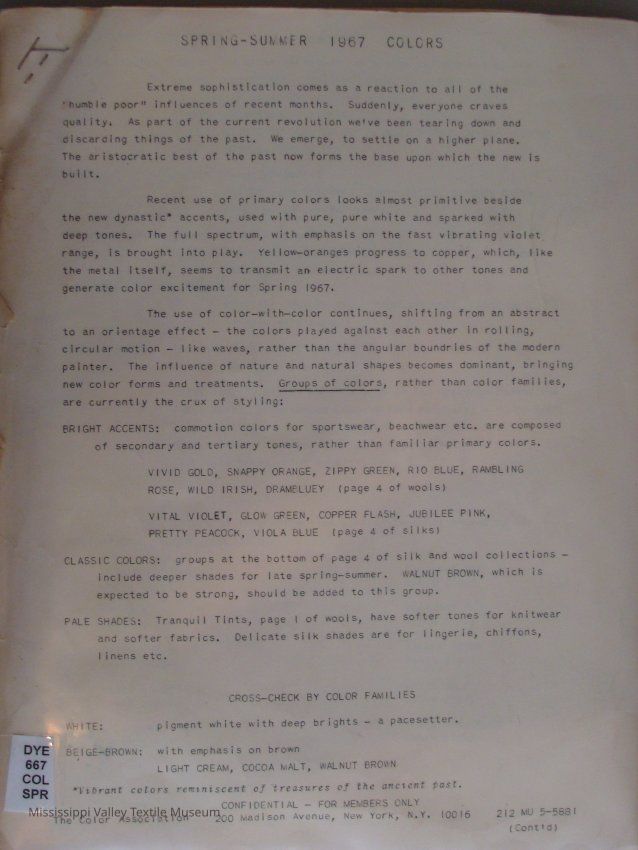 SPRING-SUMMER 1967 COLORS
Extreme sophistication comes as a reaction to all of the
"humble poor" influences of recent months. Suddenly, everyone craves
quality. As part of the current revolution we've been tearing down and
discarding things of the past. We emerge, to settle on a higher plane.
The aristocratic best of the past now forms the base upon which the new is
built.
Recent use of primary colors looks almost primitive beside
the new dynastic* accents, used with pure, pure white and sparked with
deep tones. The full spectrum, with emphasis on the fast vibrating violet
range, is brought into play. Yellow-oranges progress to copper, which, like
the metal itself, seems to transmit an electric spark to other tones and
generate color excitement for Spring 1967.
The use of color-with-color continues, shifting from an abstract
to an orientage effect - the colors played against each other in rolling,
circular motion - like waves, rather than the angular boundries of the modern
painter. The influence of nature and natural shapes becomes dominant, bringing
new color forms and treatments. Groups of colors, rather than color families,
are currently the crux of styling:
BRIGHT ACCENTS: commotion colors for sportswear, beachwear etc. are composed
of secondary and tertiary tones, rather than familiar primary colors.
VIVID GOLD, SNAPPY ORANGE, ZIPPY GREEN, RIO BLUE, RAMBLING
ROSE, WILD IRISH, DRAMBLUEY (page 4 of wools)
VITAL VIOLET, GLOW GREEN, COPPER FLASH, JUBILEE PINK,
PRETTY PEACOCK, VIOLA BLUE (page 4 of silks)
CLASSIC COLORS: groups at the bottom of page 4 of silk and wool collections -
include deeper shades for late spring-summer. WALNUT BROWN, which is
expected to be strong, should be added to this group.
PALE SHADES: Tranquil Tints, page 1 of wools, have softer tones for knitwear
and softer fabrics. Delicate silk shades are for lingerie, chiffons,
linens etc.
CROSS-CHECK BY COLOR FAMILIES
WHITE: pigment white with deep brights - a pacesetter.
BEIGE-BROWN: with emphasis on brown
LIGHT CREAM, COCOA MALT, WALNUT BROWN
*Vibrant colors reminiscent of treasures of the ancient past.
CONFIDENTIAL - FOR MEMBERS ONLY
The Color Association 200 Madison Avenue, New York, N.Y. 10016 212 MU 5-5881
(Cont'd)
DYE
667
COL
SPR
Mississippi Valley Textile Museum